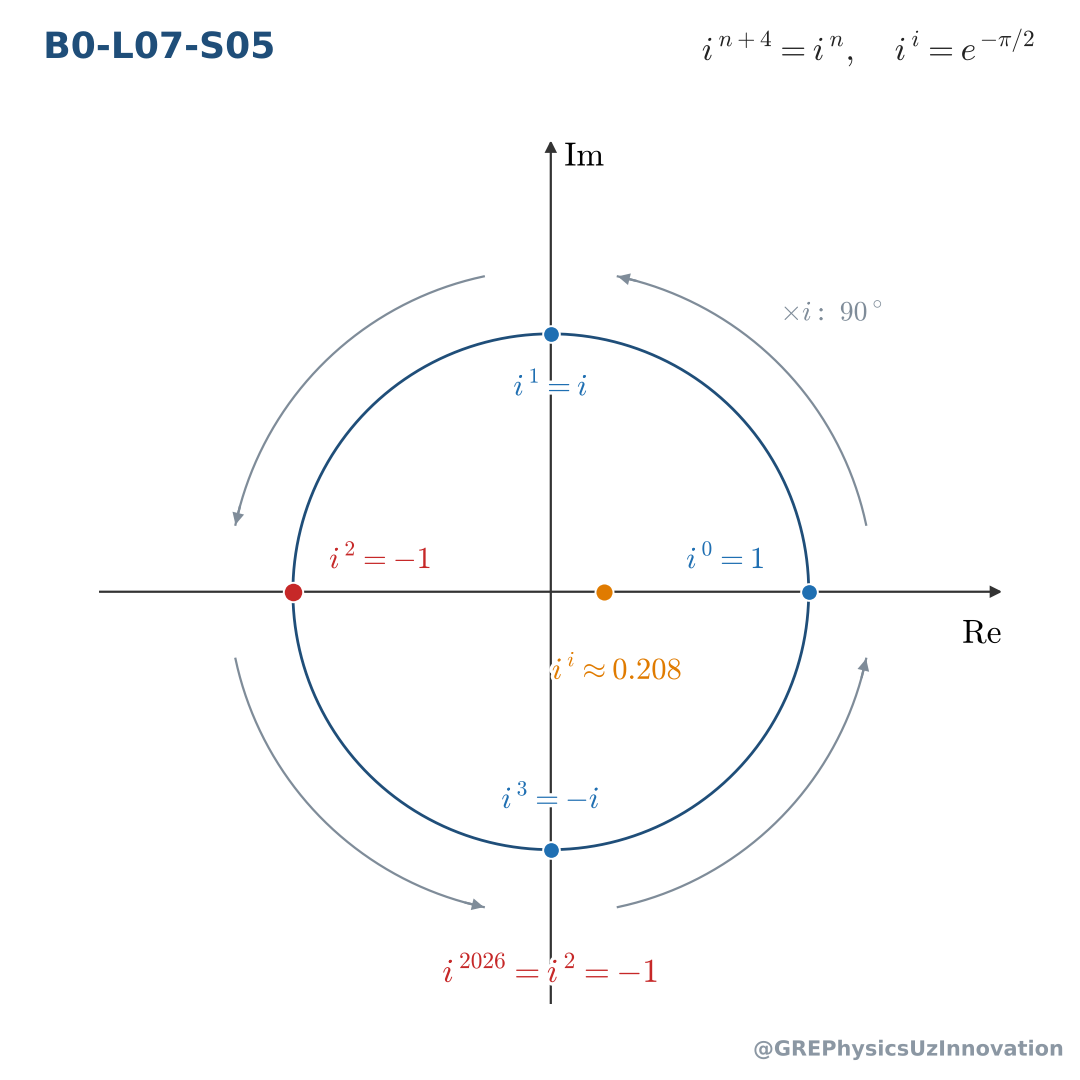 B0-L07-S05
i^{n+4} = i^n, i^i = e^{-π/2}
Im
×i: 90°
i^1 = i
i^2 = −1
i^0 = 1
Re
i^i ≈ 0.208
i^3 = −i
i^{2026} = i^2 = −1
@GREPhysicsUzInnovation